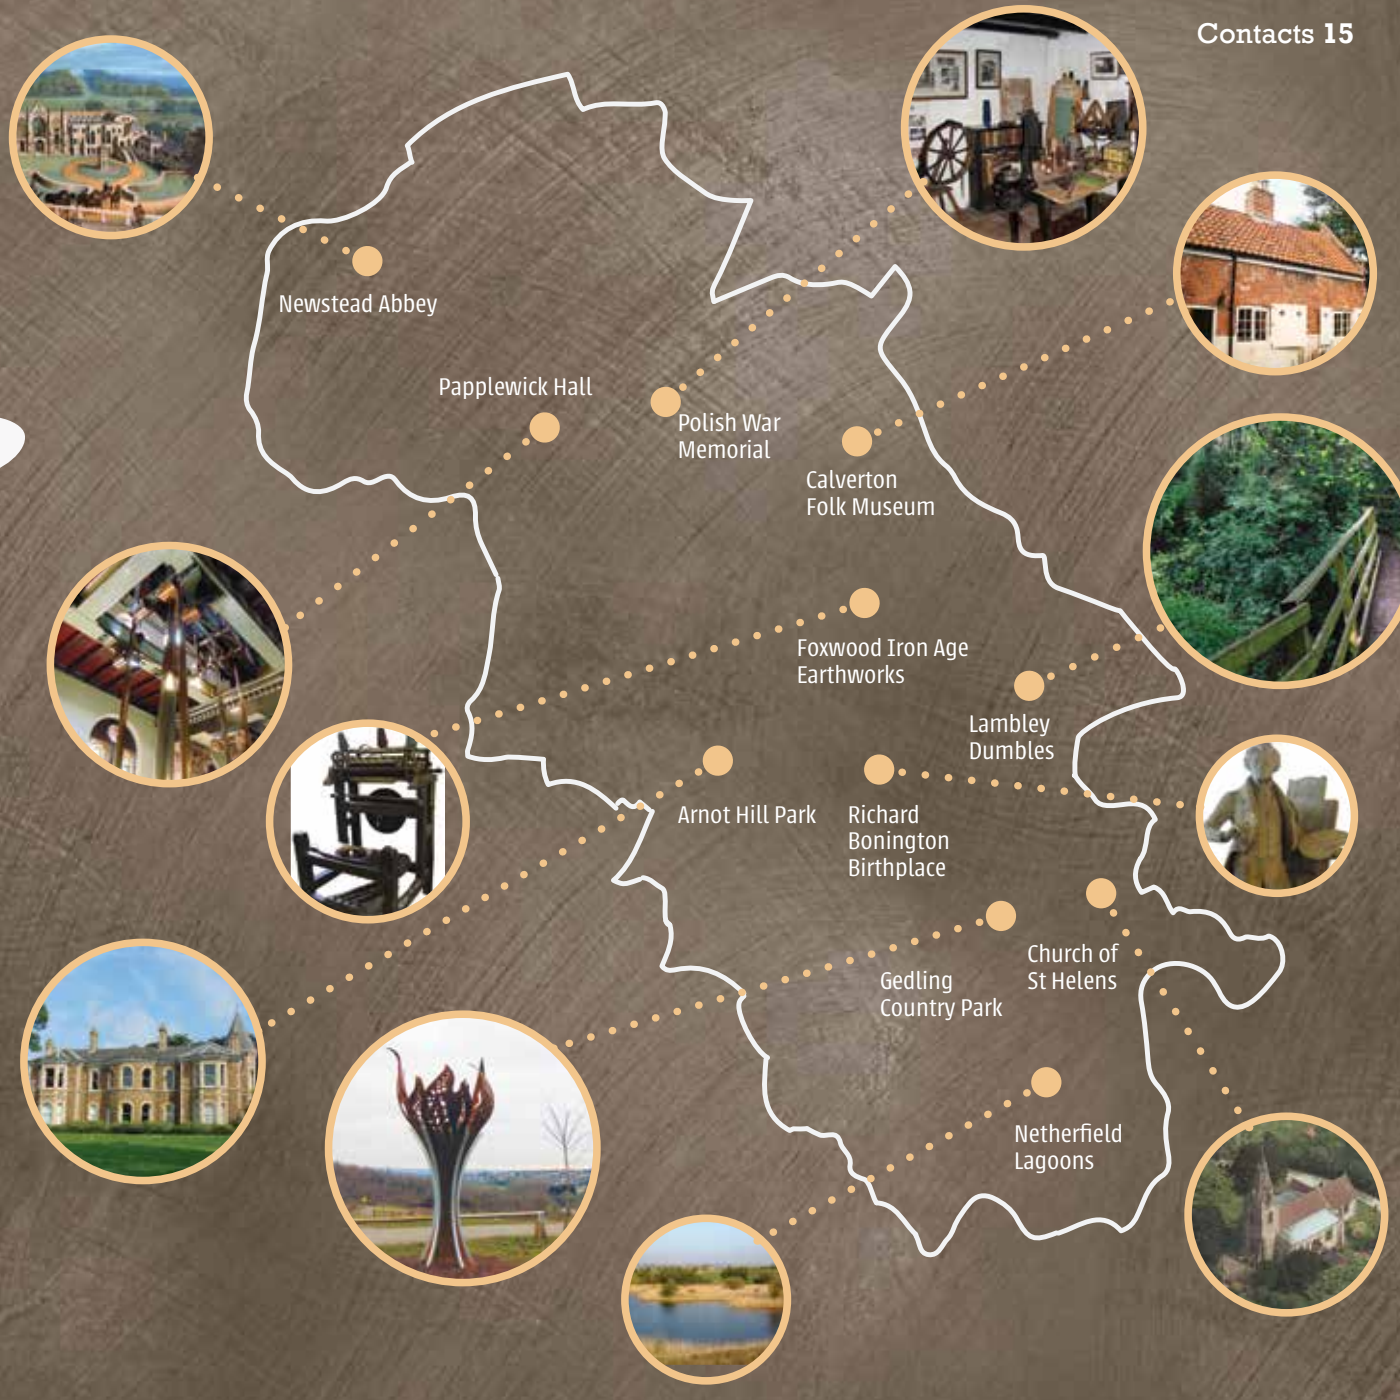 Contacts 15
Newstead Abbey
Papplewick Hall
Polish War
Memorial
Calverton
Folk Museum
Foxwood Iron Age
Earthworks
Lambley
Dumbles
Arnot Hill Park
Richard
Bonington
Birthplace
Church of
St Helens
Gedling
Country Park
Netherfield
Lagoons